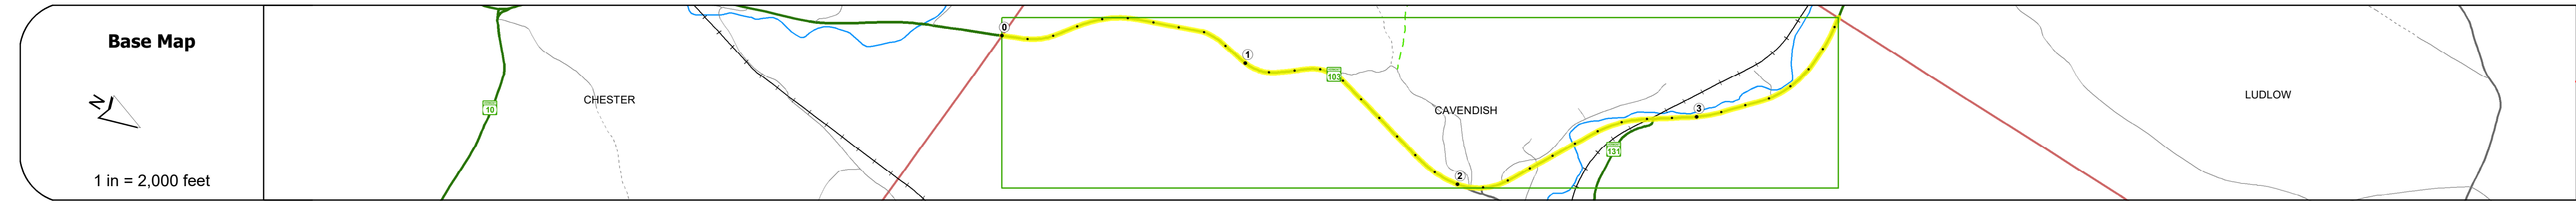 Base Map
N
1 in = 2,000 feet
10
CHESTER
0
1
103
CAVENDISH
2
131
3
LUDLOW